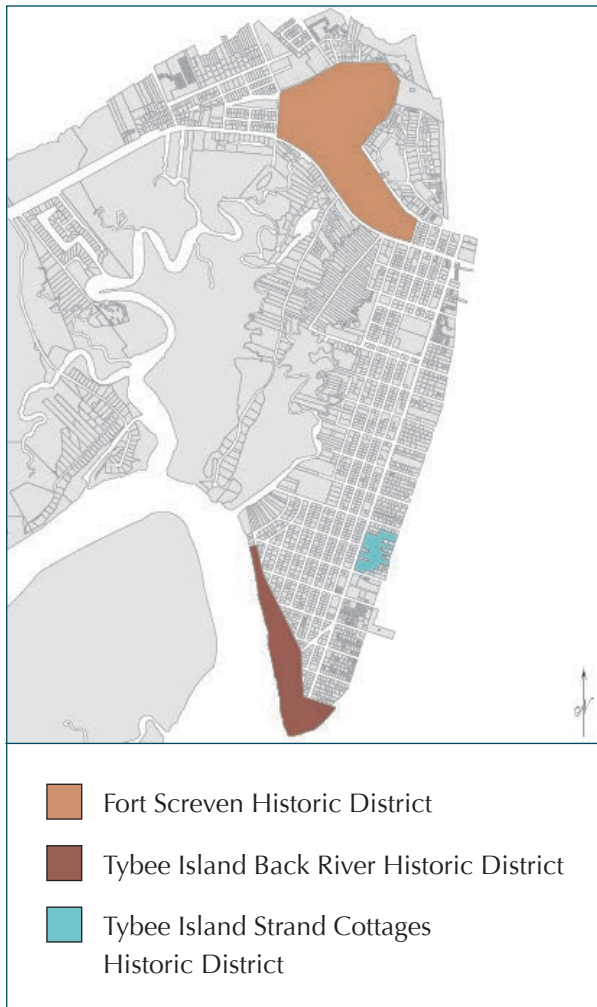 Fort Screven Historic District
Tybee Island Back River Historic District
Tybee Island Strand Cottages
Historic District